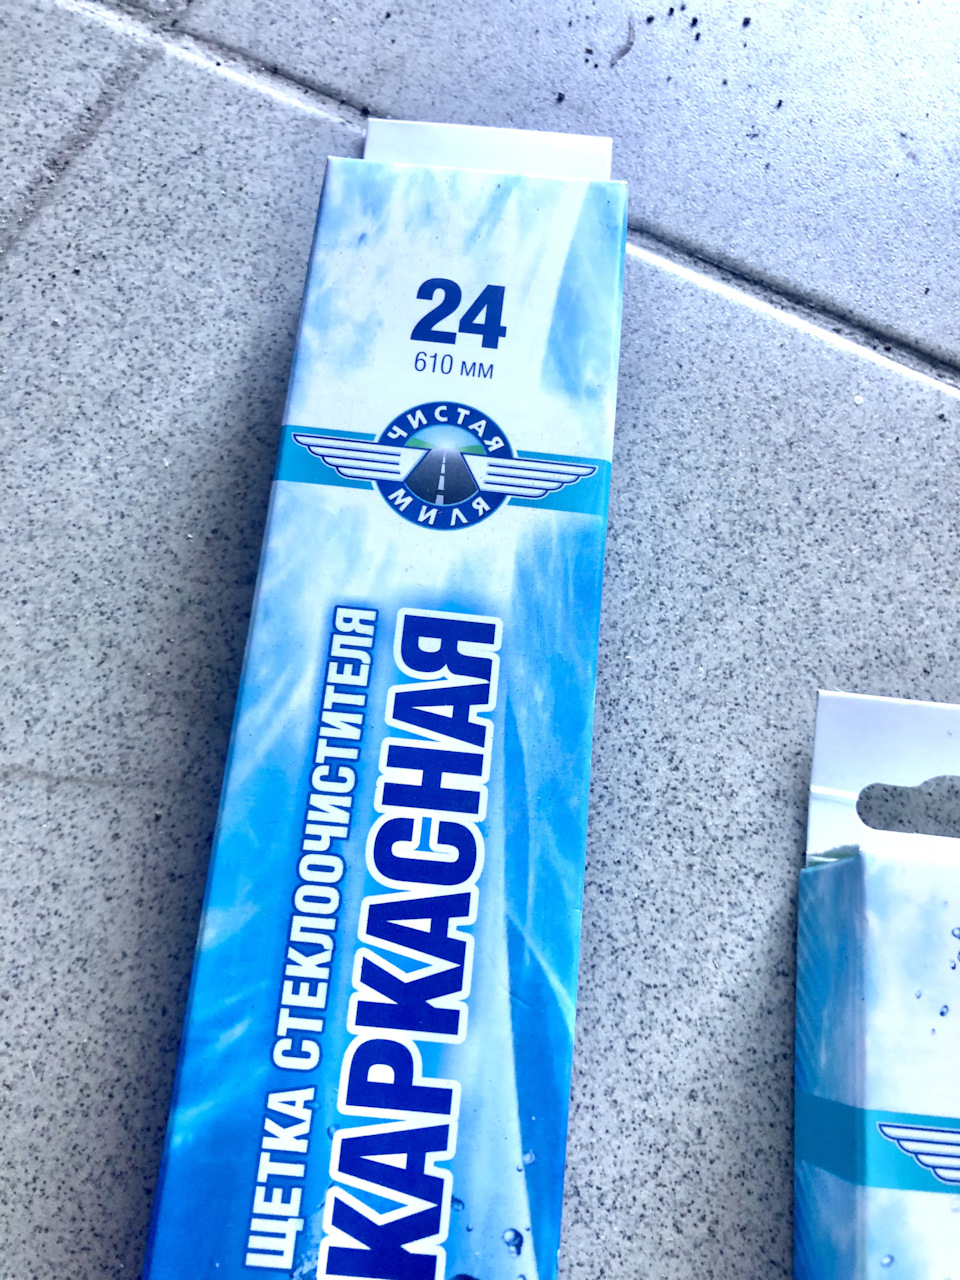 24
610 мм
ЧИСТАЯ
МИЛЯ
ЩЕТКА СТЕКЛООЧИСТИТЕЛЯ
КАРКАСНАЯ